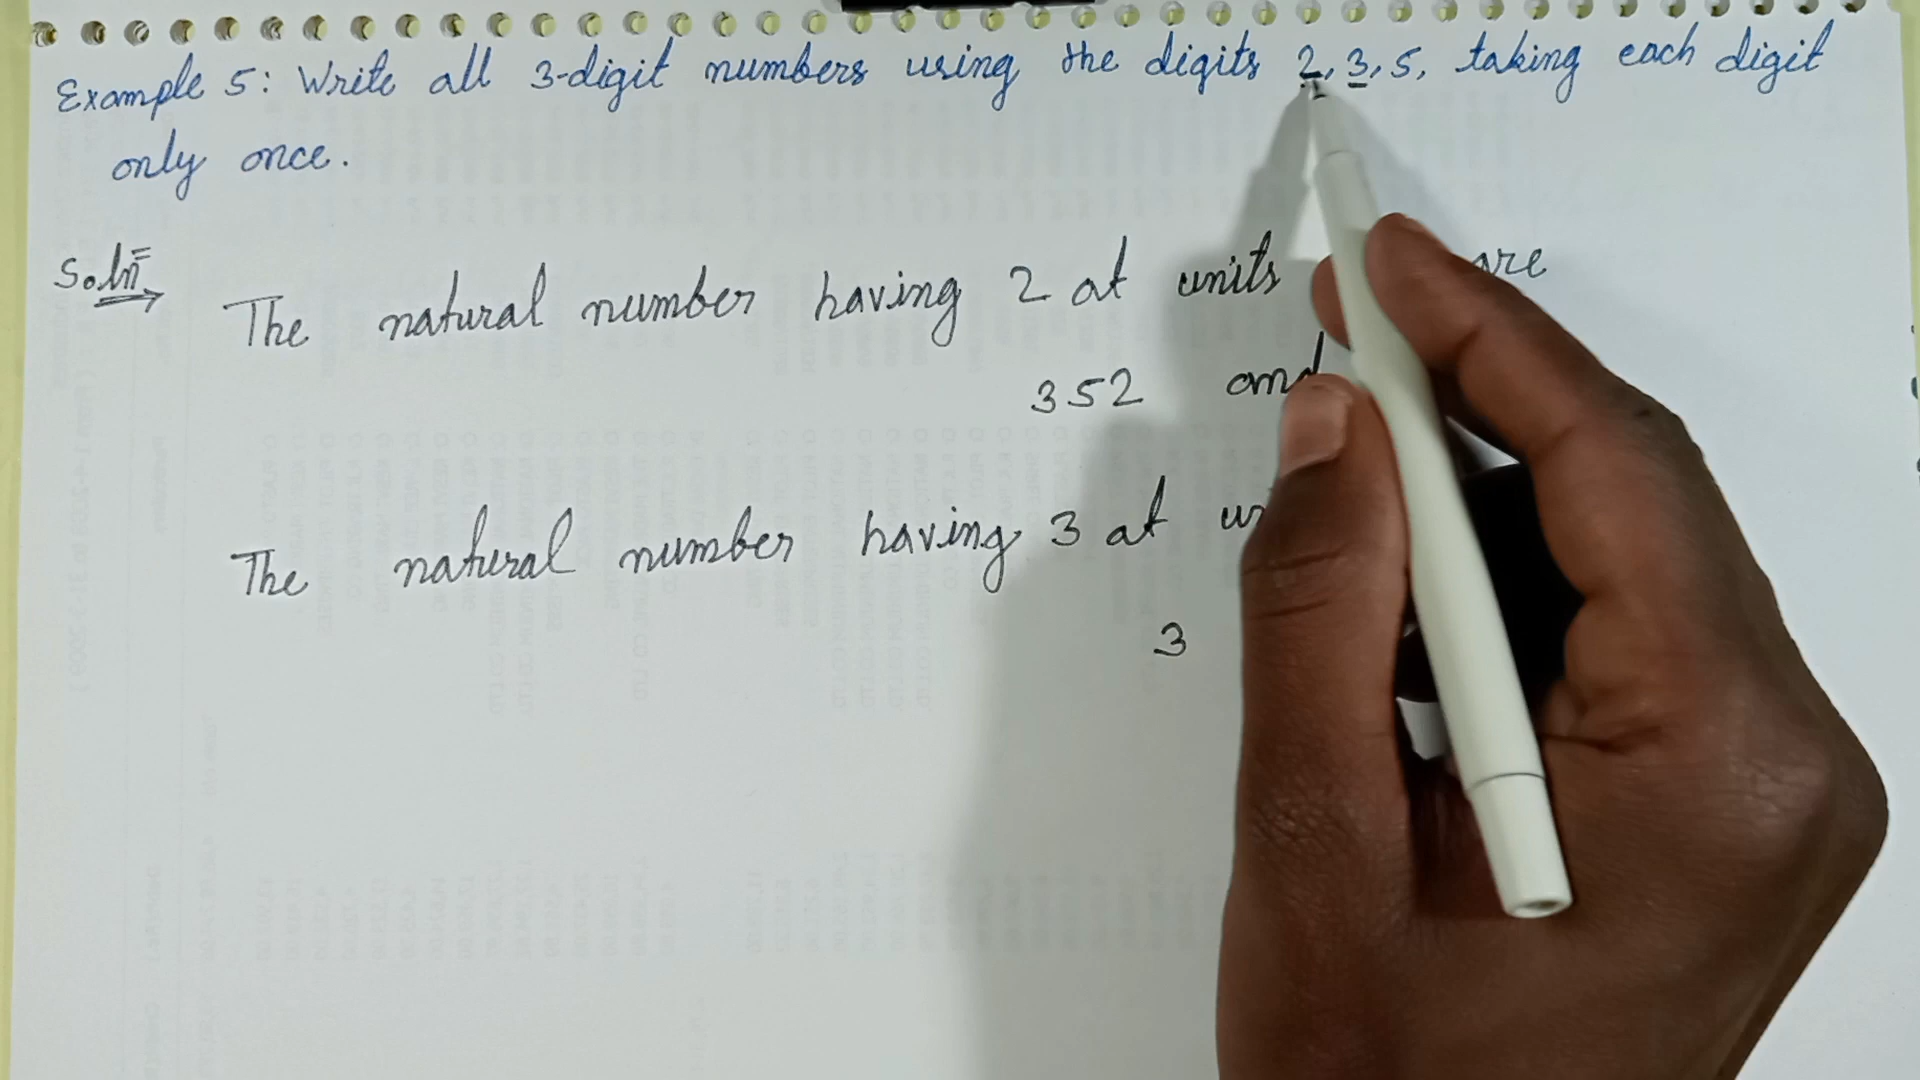 Example 5: Write all 3-digit numbers using the digits 2, 3, 5, taking each digit
only once.
Soln
The natural number having 2 at units are
352 and
The natural number having 3 at
3